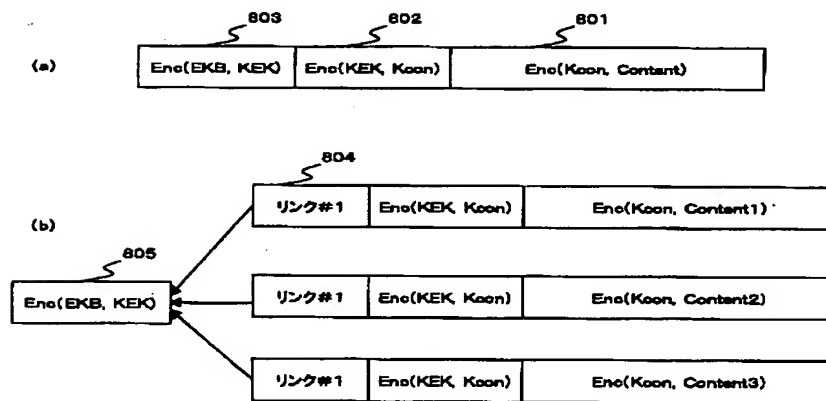 803 802 801
(a) Enc(EKB, KEK) Enc(KEK, Kcon) Enc(Kcon, Content)
804
リンク#1 Enc(KEK, Kcon) Enc(Kcon, Content1)
(b)
805
Enc(EKB, KEK) リンク#1 Enc(KEK, Kcon) Enc(Kcon, Content2)
リンク#1 Enc(KEK, Kcon) Enc(Kcon, Content3)